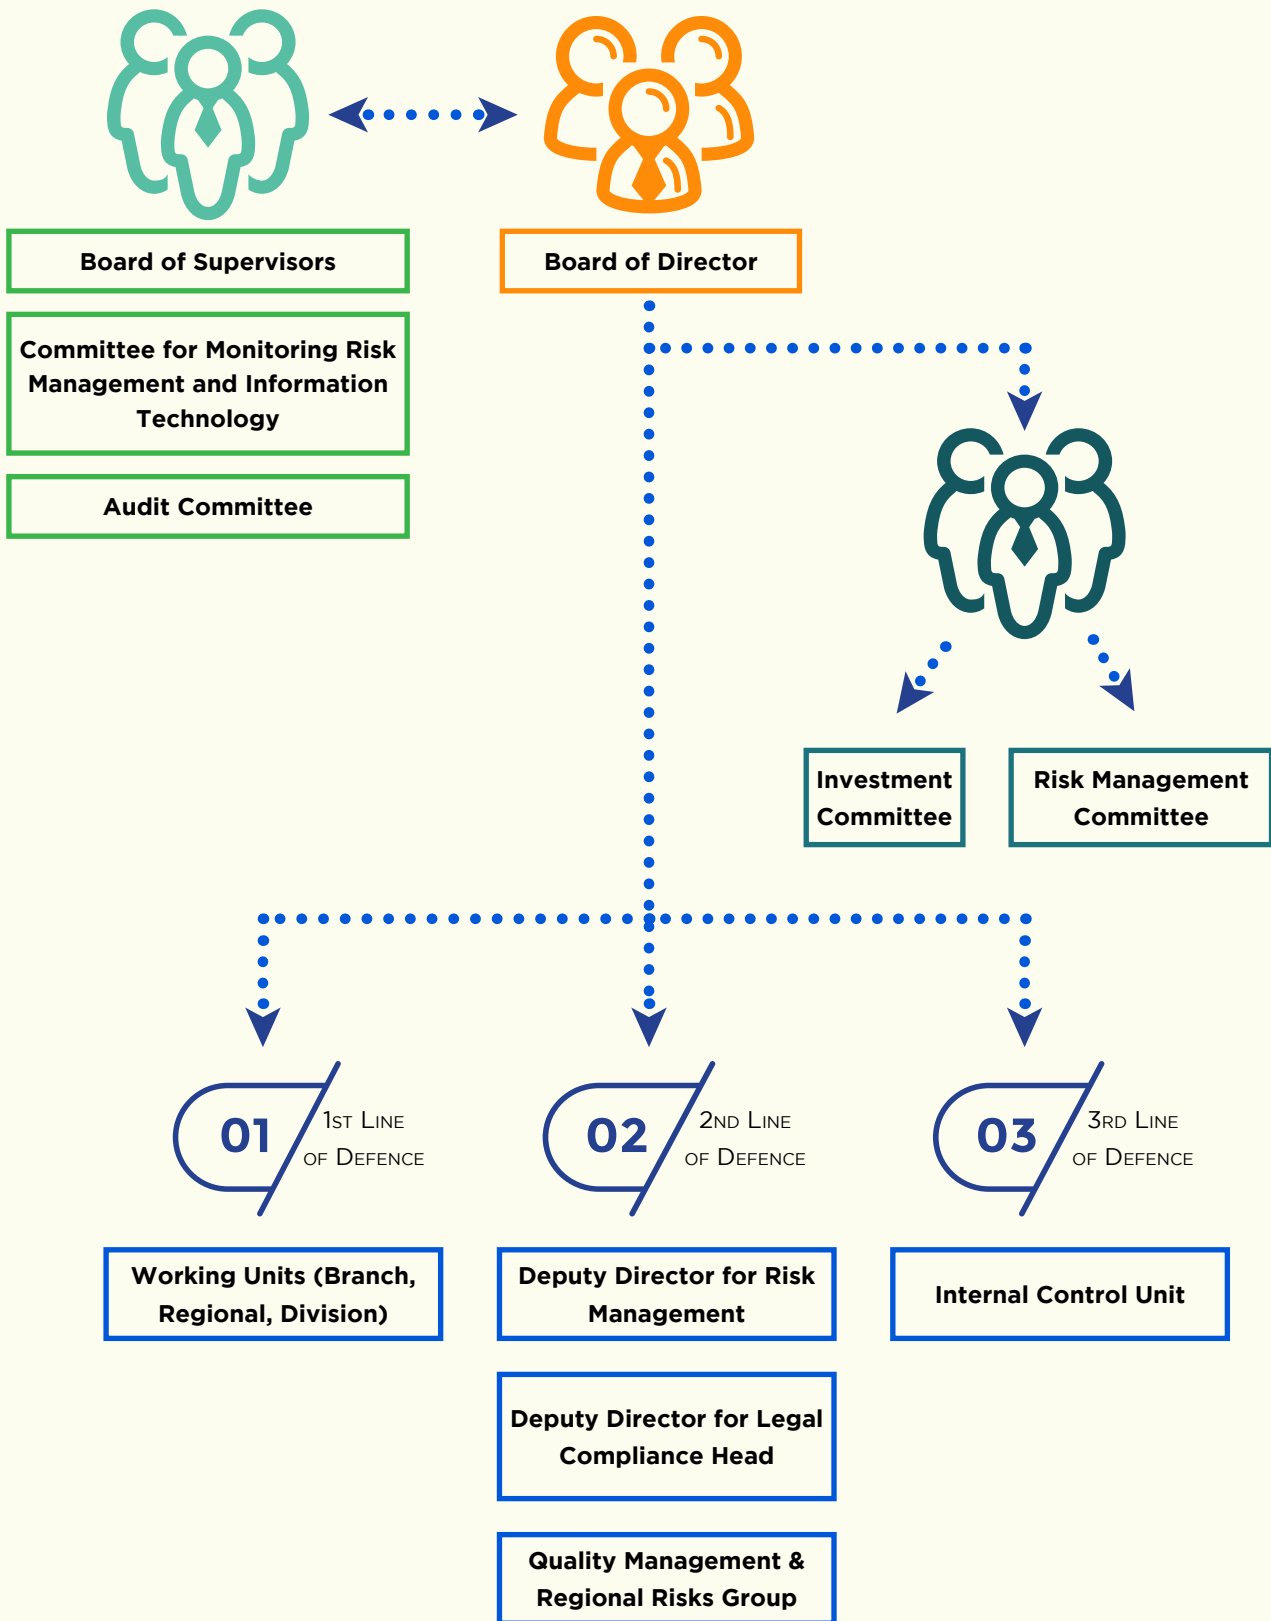 Board of Supervisors
Committee for Monitoring Risk
Management and Information
Technology
Audit Committee
Board of Director
Investment
Committee
Risk Management
Committee
01
1ST LINE
OF DEFENCE
Working Units (Branch,
Regional, Division)
02
2ND LINE
OF DEFENCE
Deputy Director for Risk
Management
Deputy Director for Legal
Compliance Head
Quality Management &
Regional Risks Group
03
3RD LINE
OF DEFENCE
Internal Control Unit